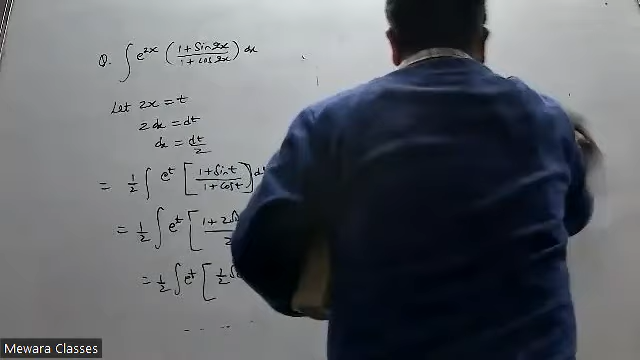 Q. ∫ e^2x (1+Sin2x / 1+cos2x) dx
Let 2x = t
2dx = dt
dx = dt/2
= 1/2 ∫ e^t [1+Sint / 1+cost] d
= 1/2 ∫ e^t [1+2
= 1/2 ∫ e^t [1/2
Mewara Classes